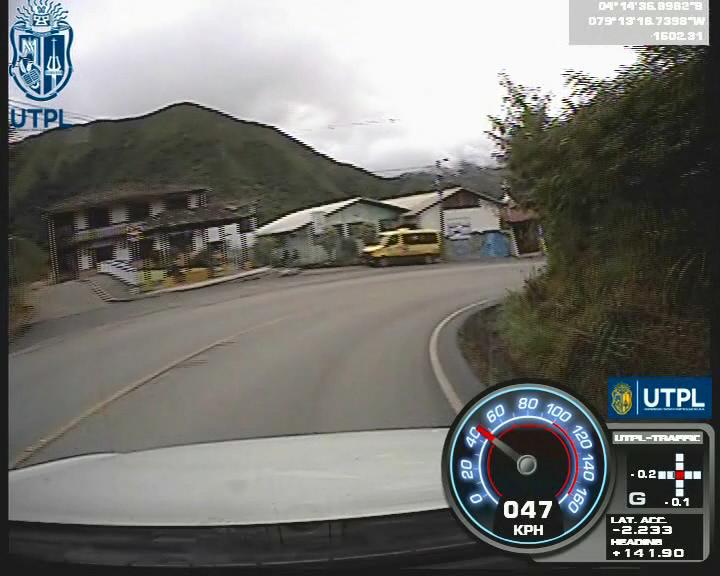 04°14'36.8982"S
079°13'16.7398"W
1602.31
UTPL
UTPL
UTPL-TRAFFIC
0 20 40 60 80 100 120 140 160
047
KPH
-0.2
G
-0.1
LAT. ACC.
-2.233
HEADING
+141.90